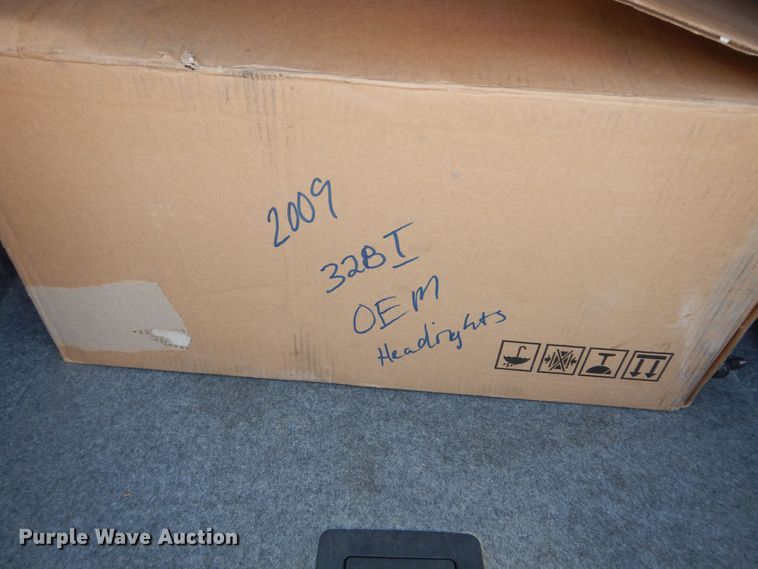 2009
328I
OEM
Headlights
Purple Wave Auction